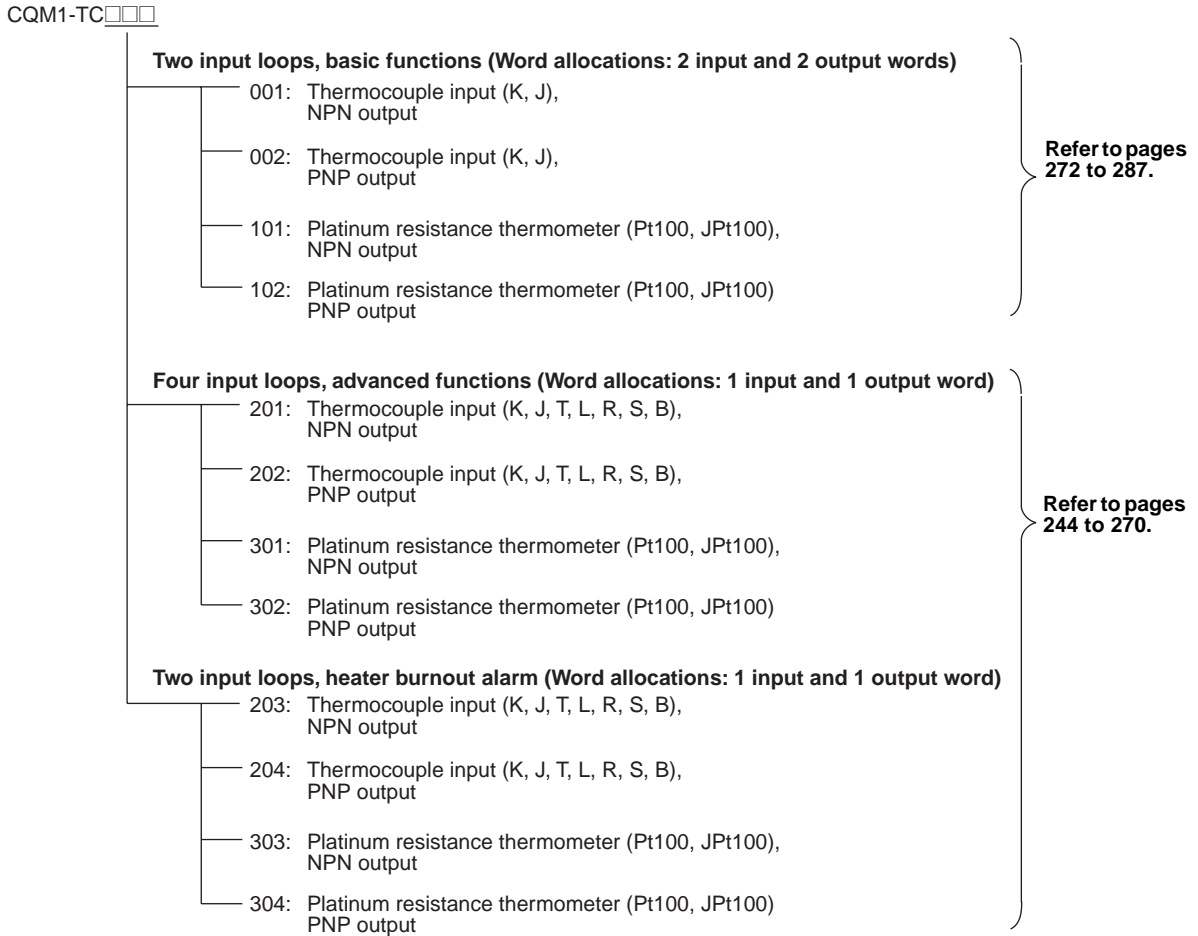 CQM1-TC□□□
Two input loops, basic functions (Word allocations: 2 input and 2 output words)
001: Thermocouple input (K, J),
NPN output
002: Thermocouple input (K, J),
PNP output
101: Platinum resistance thermometer (Pt100, JPt100),
NPN output
102: Platinum resistance thermometer (Pt100, JPt100)
PNP output
Refer to pages
272 to 287.
Four input loops, advanced functions (Word allocations: 1 input and 1 output word)
201: Thermocouple input (K, J, T, L, R, S, B),
NPN output
202: Thermocouple input (K, J, T, L, R, S, B),
PNP output
301: Platinum resistance thermometer (Pt100, JPt100),
NPN output
302: Platinum resistance thermometer (Pt100, JPt100)
PNP output
Refer to pages
244 to 270.
Two input loops, heater burnout alarm (Word allocations: 1 input and 1 output word)
203: Thermocouple input (K, J, T, L, R, S, B),
NPN output
204: Thermocouple input (K, J, T, L, R, S, B),
PNP output
303: Platinum resistance thermometer (Pt100, JPt100),
NPN output
304: Platinum resistance thermometer (Pt100, JPt100)
PNP output